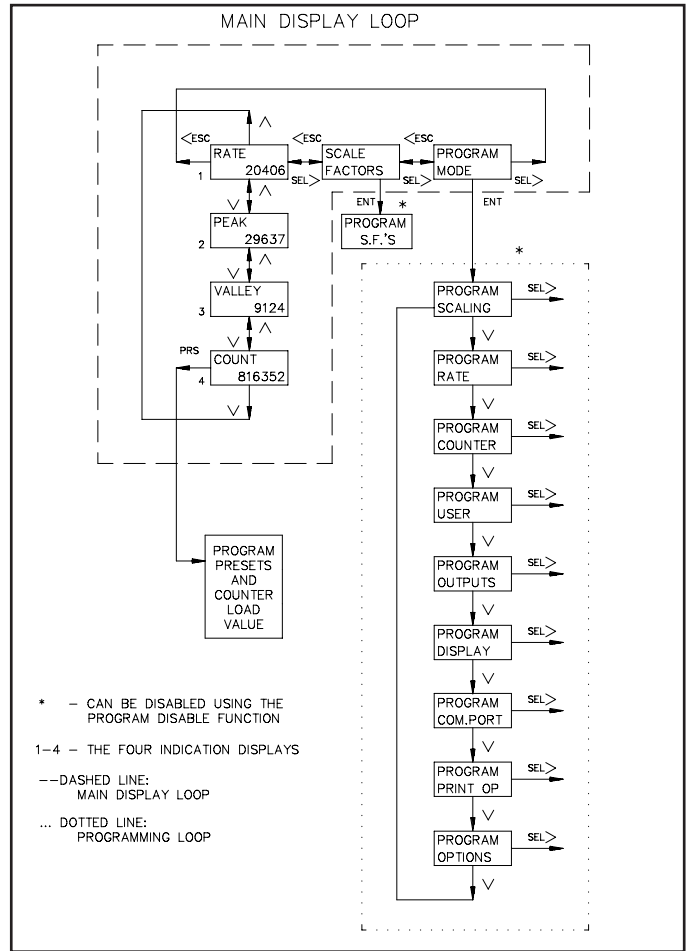 MAIN DISPLAY LOOP
<ESC
<ESC
<ESC
RATE
20406
1
SCALE
FACTORS
PROGRAM
MODE
SEL>
SEL>
SEL>
ENT
*
ENT
PROGRAM
S.F.'S
PEAK
29637
2
VALLEY
9124
3
PRS
COUNT
816352
4
*
PROGRAM
SCALING
SEL>
PROGRAM
RATE
SEL>
PROGRAM
COUNTER
SEL>
PROGRAM
USER
SEL>
PROGRAM
OUTPUTS
SEL>
PROGRAM
DISPLAY
SEL>
PROGRAM
COM.PORT
SEL>
PROGRAM
PRINT OP
SEL>
PROGRAM
OPTIONS
SEL>
PROGRAM
PRESETS
AND
COUNTER
LOAD
VALUE
* – CAN BE DISABLED USING THE
PROGRAM DISABLE FUNCTION
1–4 – THE FOUR INDICATION DISPLAYS
––DASHED LINE:
MAIN DISPLAY LOOP
... DOTTED LINE:
PROGRAMMING LOOP